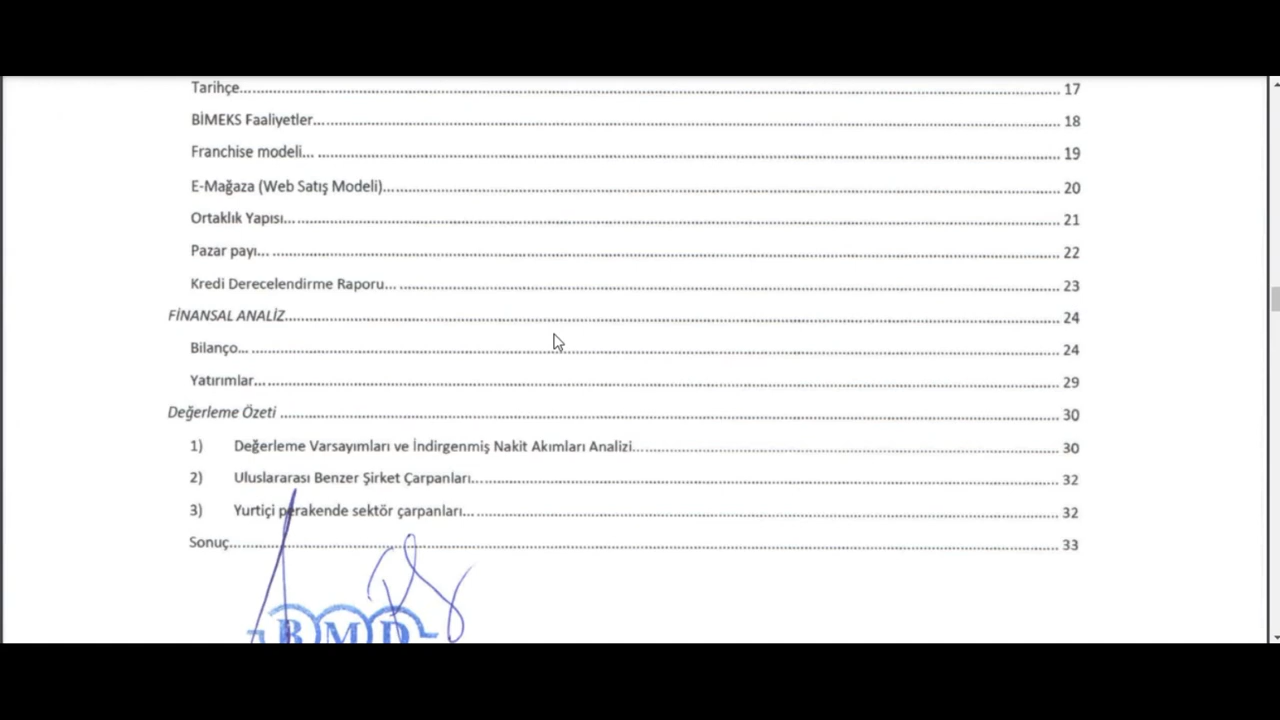 Tarihçe........ 17
BİMEKS Faaliyetler........ 18
Franchise modeli... ........ 19
E-Mağaza (Web Satış Modeli)........ 20
Ortaklık Yapısı... ........ 21
Pazar payı... ........ 22
Kredi Derecelendirme Raporu... ........ 23
FİNANSAL ANALİZ........ 24
Bilanço... ........ 24
Yatırımlar........ 29
Değerleme Özeti ........ 30
1) Değerleme Varsayımları ve İndirgenmiş Nakit Akımları Analizi........ 30
2) Uluslararası Benzer Şirket Çarpanları........ 32
3) Yurtiçi perakende sektör çarpanları... ........ 32
Sonuç........ 33
BMD